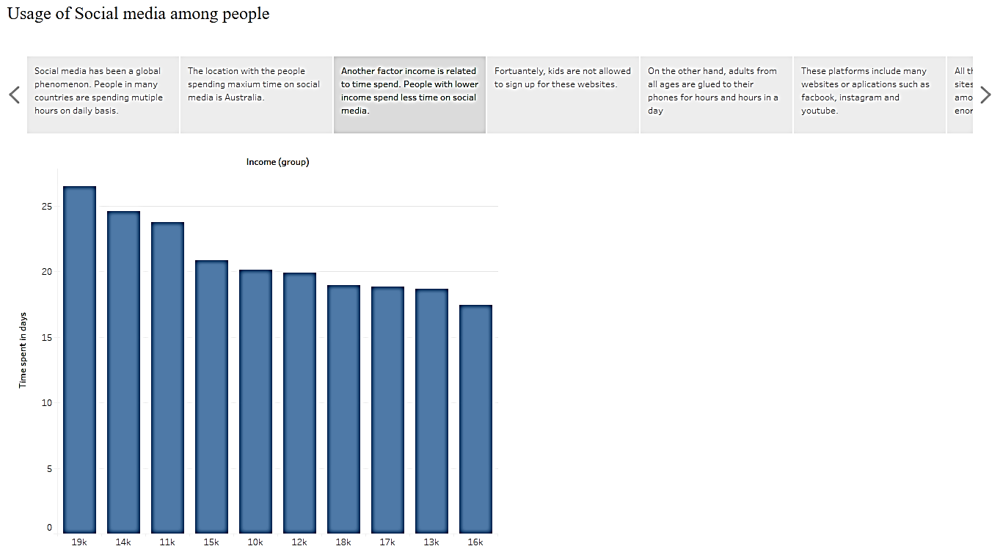 Usage of Social media among people
Social media has been a global
phenomenon. People in many
countries are spending mutiple
hours on daily basis.
The location with the people
spending maxium time on social
media is Australia.
Another factor income is related
to time spend. People with lower
income spend less time on social
media.
Fortuantely, kids are not allowed
to sign up for these websites.
On the other hand, adults from
all ages are glued to their
phones for hours and hours in a
day
These platforms include many
websites or aplications such as
facbook, instagram and
youtube.
All
sites
Income (group)
Time spent in days
25
20
15
10
5
0
19k
14k
11k
15k
10k
12k
18k
17k
13k
16k